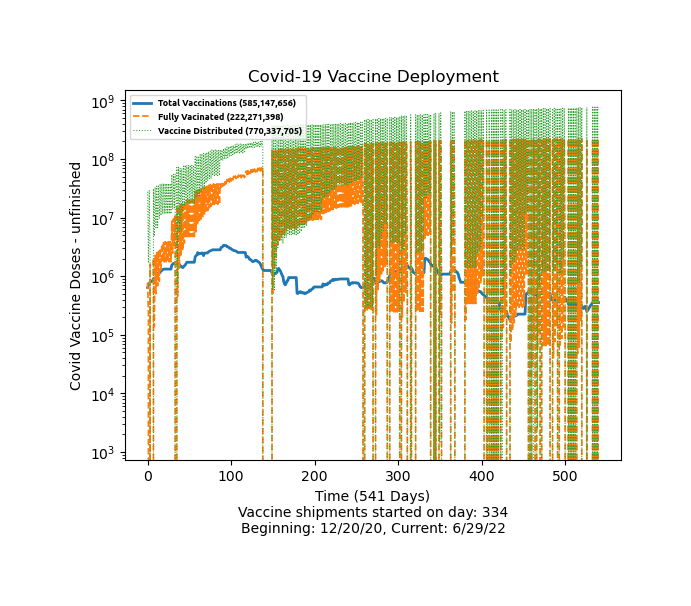 Covid-19 Vaccine Deployment
Total Vaccinations (585,147,656)
Fully Vacinated (222,271,398)
Vaccine Distributed (770,337,705)
Covid Vaccine Doses - unfinished
10⁹
10⁸
10⁷
10⁶
10⁵
10⁴
10³
0 100 200 300 400 500
Time (541 Days)
Vaccine shipments started on day: 334
Beginning: 12/20/20, Current: 6/29/22